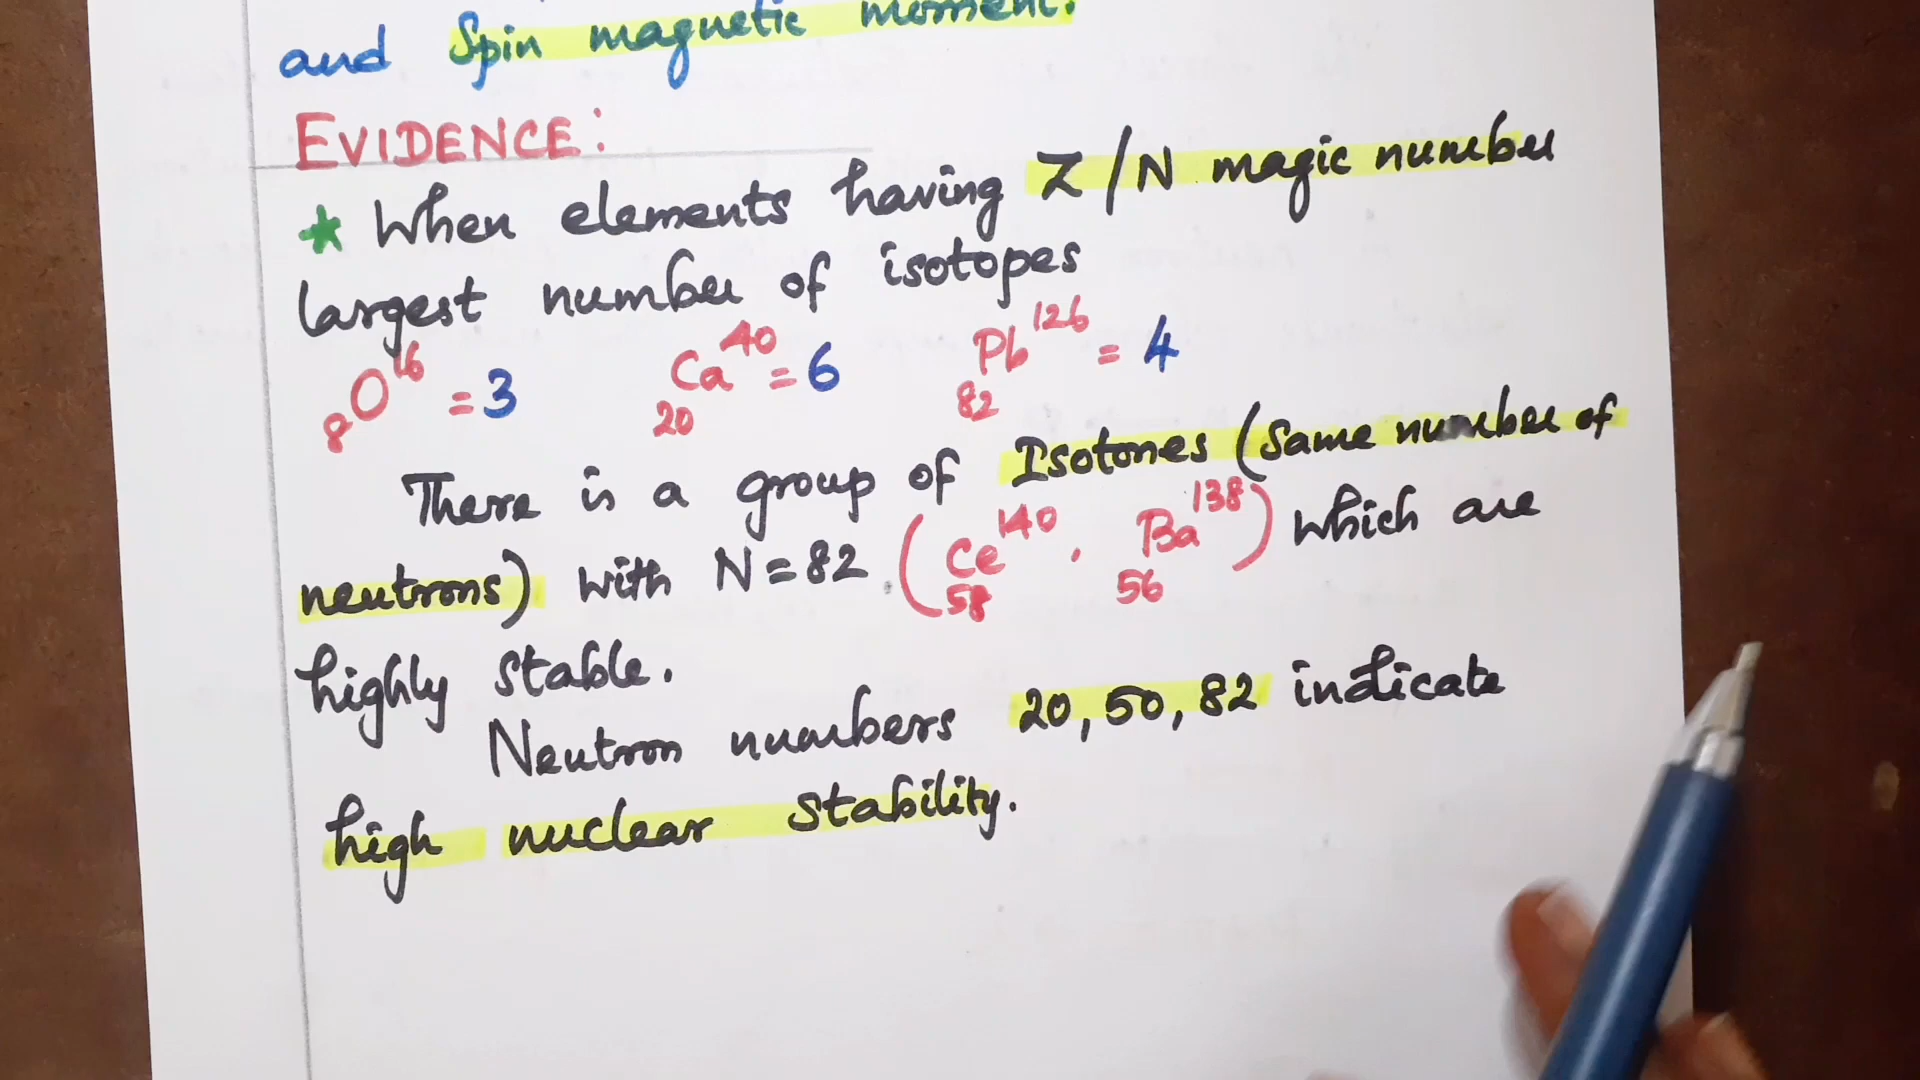 and Spin magnetic moment.
EVIDENCE:
* When elements having Z/N magic number
largest number of isotopes
₈O¹⁶ = 3 ₂₀Ca⁴⁰ = 6 ₈₂Pb¹²⁶ = 4
There is a group of Isotones (Same number of
neutrons) with N=82 (₅₈Ce¹⁴⁰, ₅₆Ba¹³⁸) which are
highly stable.
Neutron numbers 20, 50, 82 indicate
high nuclear stability.